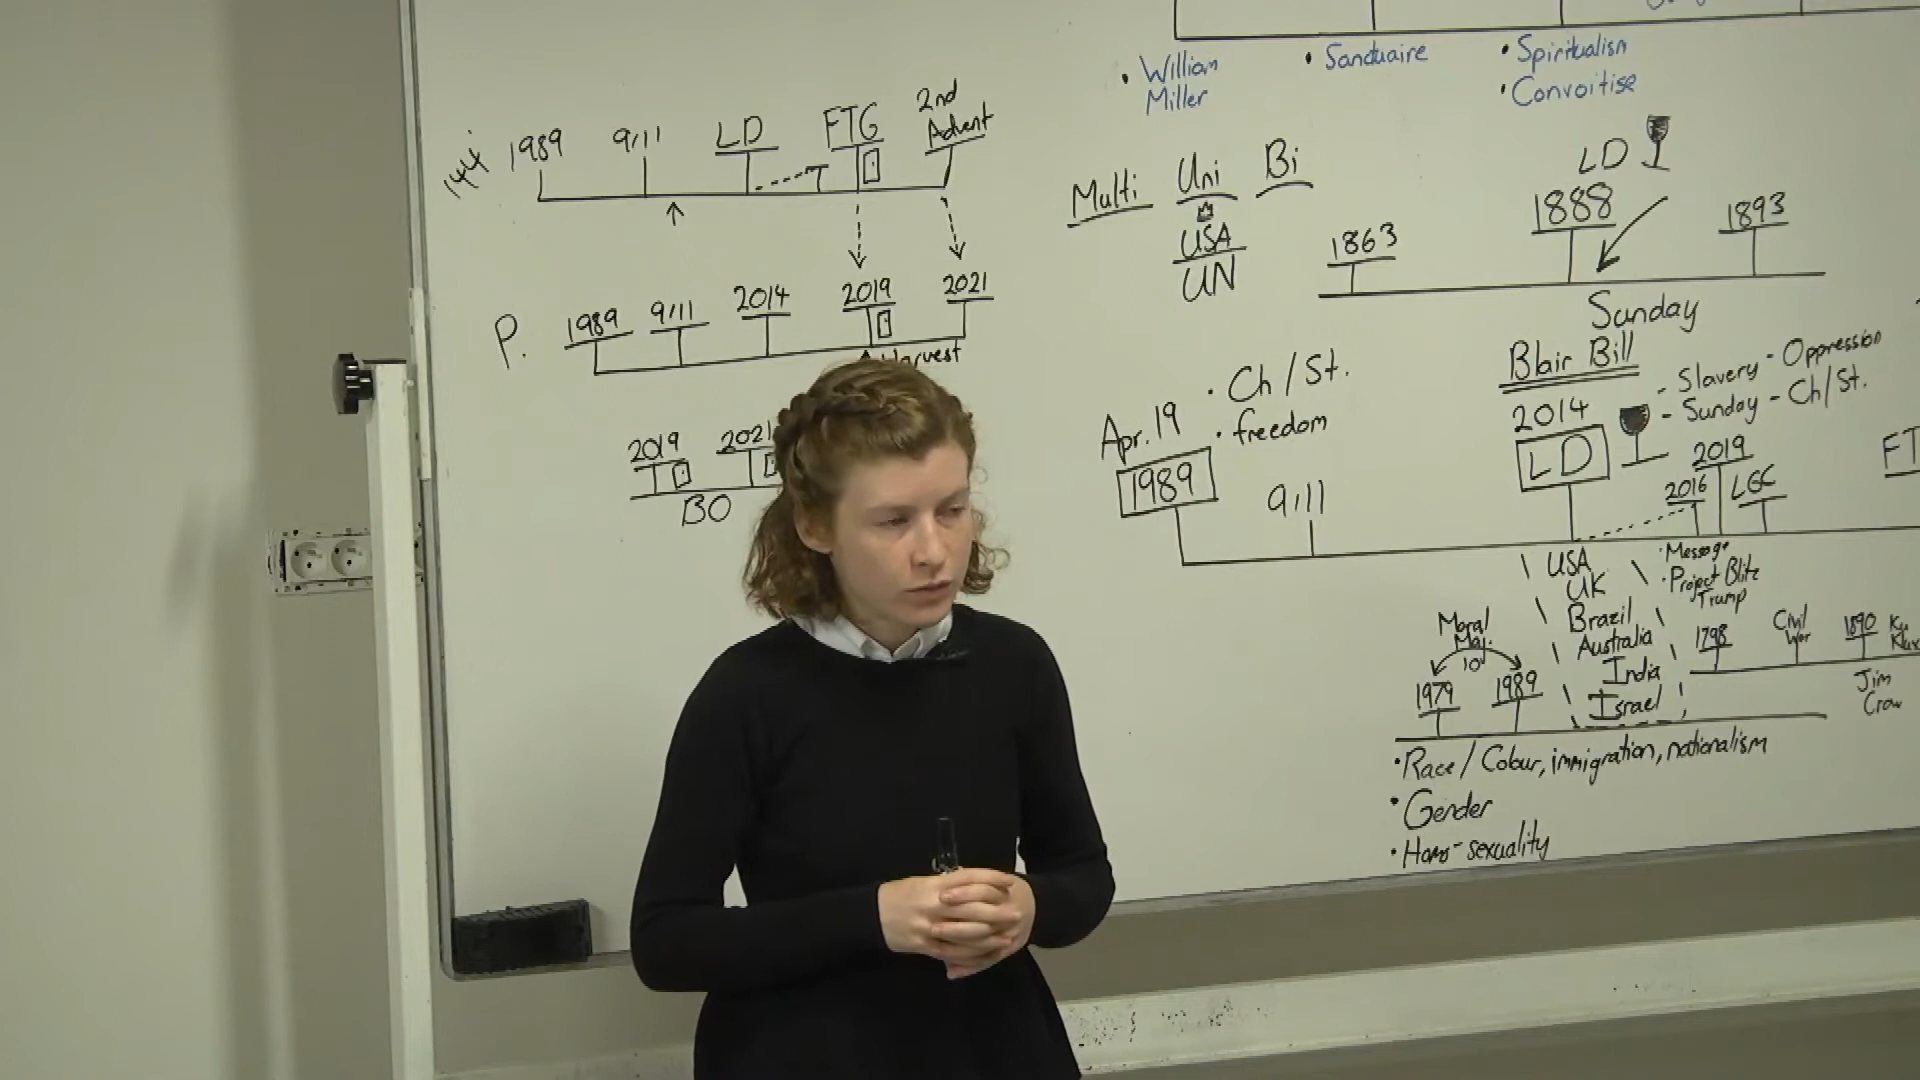 • William
Miller
• Sanctuaire
• Spiritualism
• Convoitise
144
1989
9/11
LD
FTG
2nd
Advent
P.
1989
9/11
2014
2019
2021
Harvest
2019
2021
BO
Multi
Uni
Bi
USA
UN
1863
LD
1888
1893
Sunday
Blair Bill
- Slavery - Oppression
- Sunday - Ch/St.
Apr. 19
• Ch/St.
• freedom
1989
9/11
2014
LD
2019
2016
LGC
USA
UK
Brazil
Australia
India
Israel
• Message
• Project Blitz
Trump
Moral
Maj.
10
1979
1989
1798
Civil
War
1890
Jim
Crow
• Race / Colour, immigration, nationalism
• Gender
• Homo-sexuality